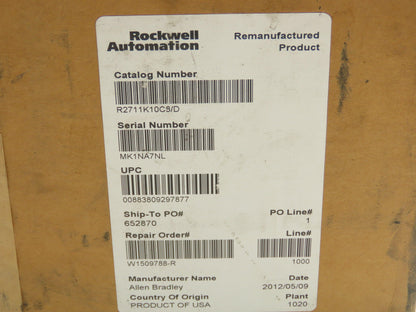 Rockwell Automation
Remanufactured Product
Catalog Number
R2711K10C8/D
Serial Number
MK1NA7NL
UPC
00883809297877
Ship-To PO# PO Line#
652870 1
Repair Order# Line#
W1509788-R 1000
Manufacturer Name Date
Allen Bradley 2012/05/09
Country Of Origin Plant
PRODUCT OF USA 1020